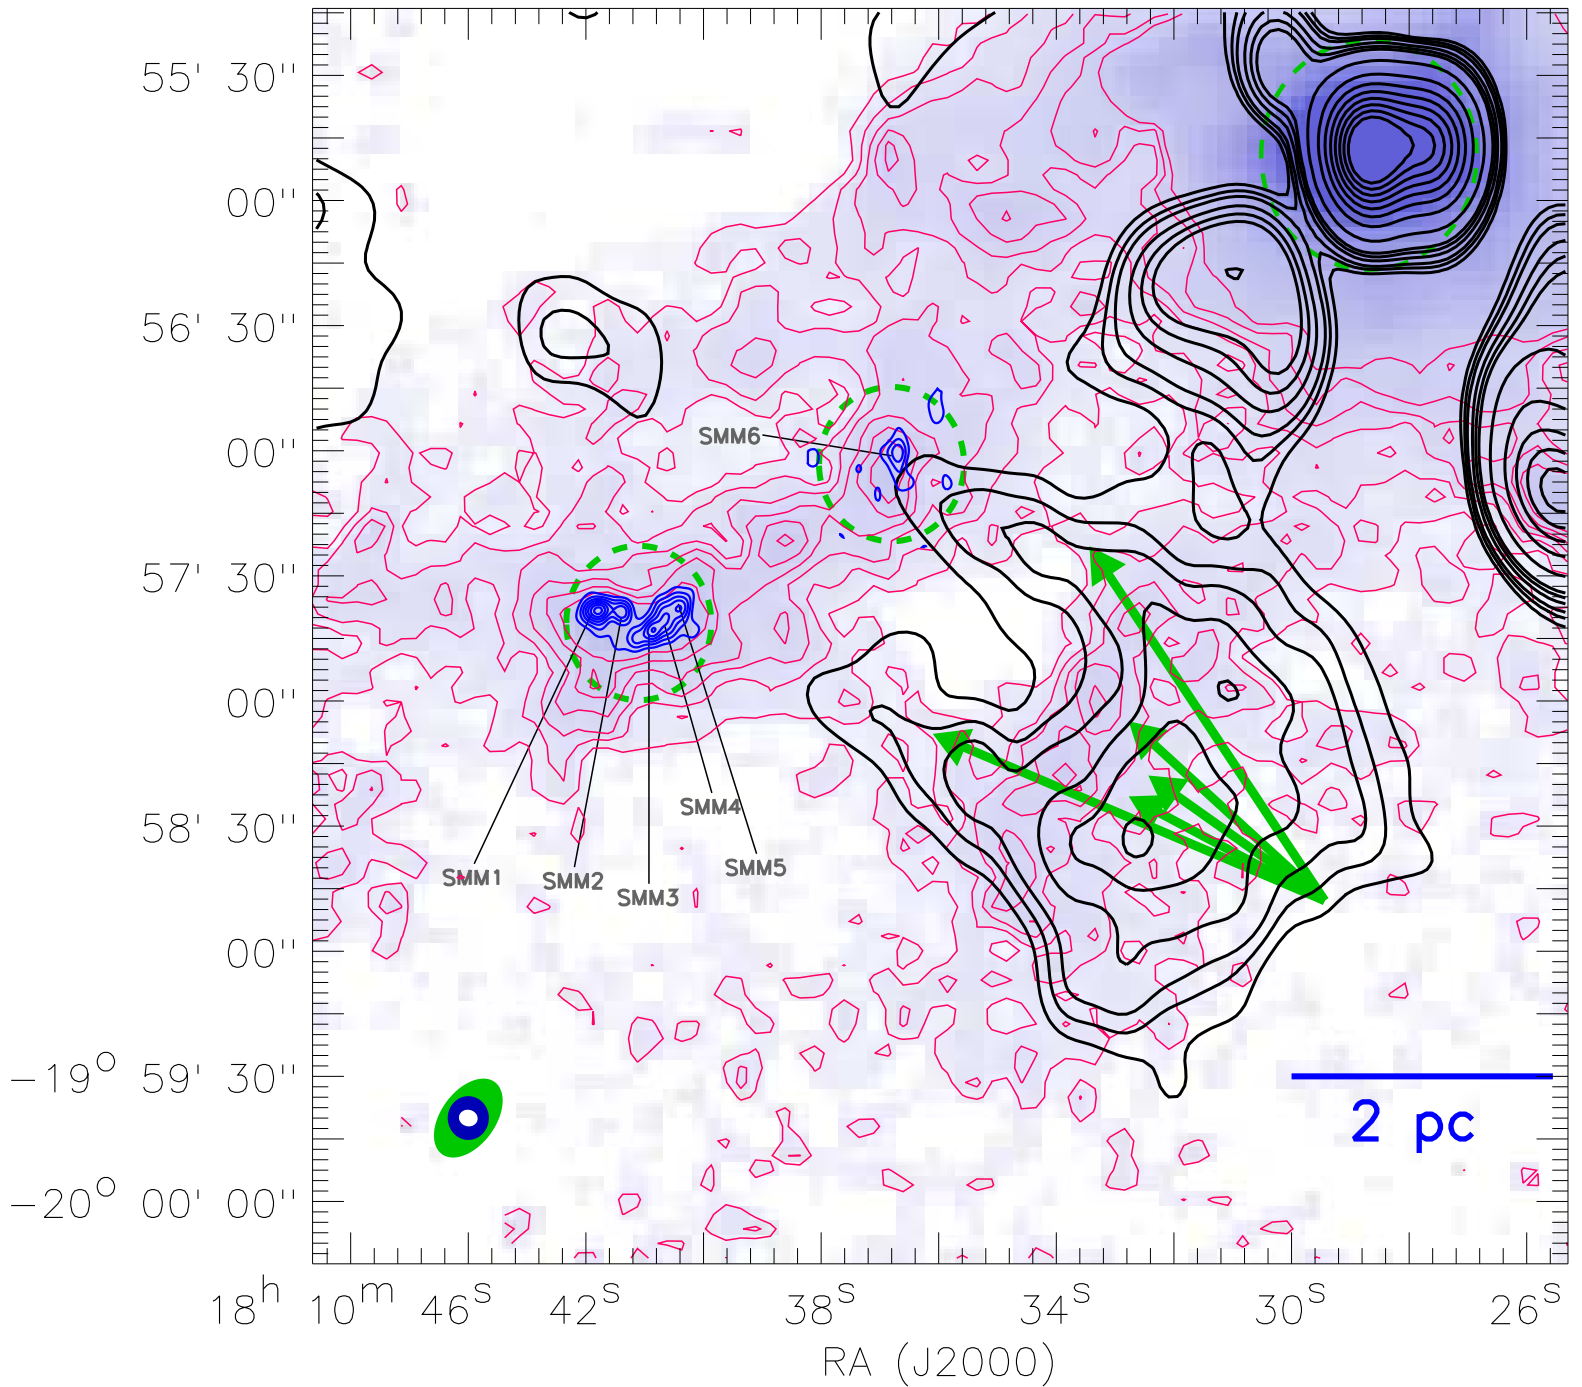 55' 30''
00''
56' 30''
SMM6
00''
57' 30''
00''
SMM4
58' 30''
SMM5
SMM1
SMM2
SMM3
00''
−19° 59' 30''
2 pc
−20° 00' 00''
18h 10m 46s 42s 38s 34s 30s 26s
RA (J2000)